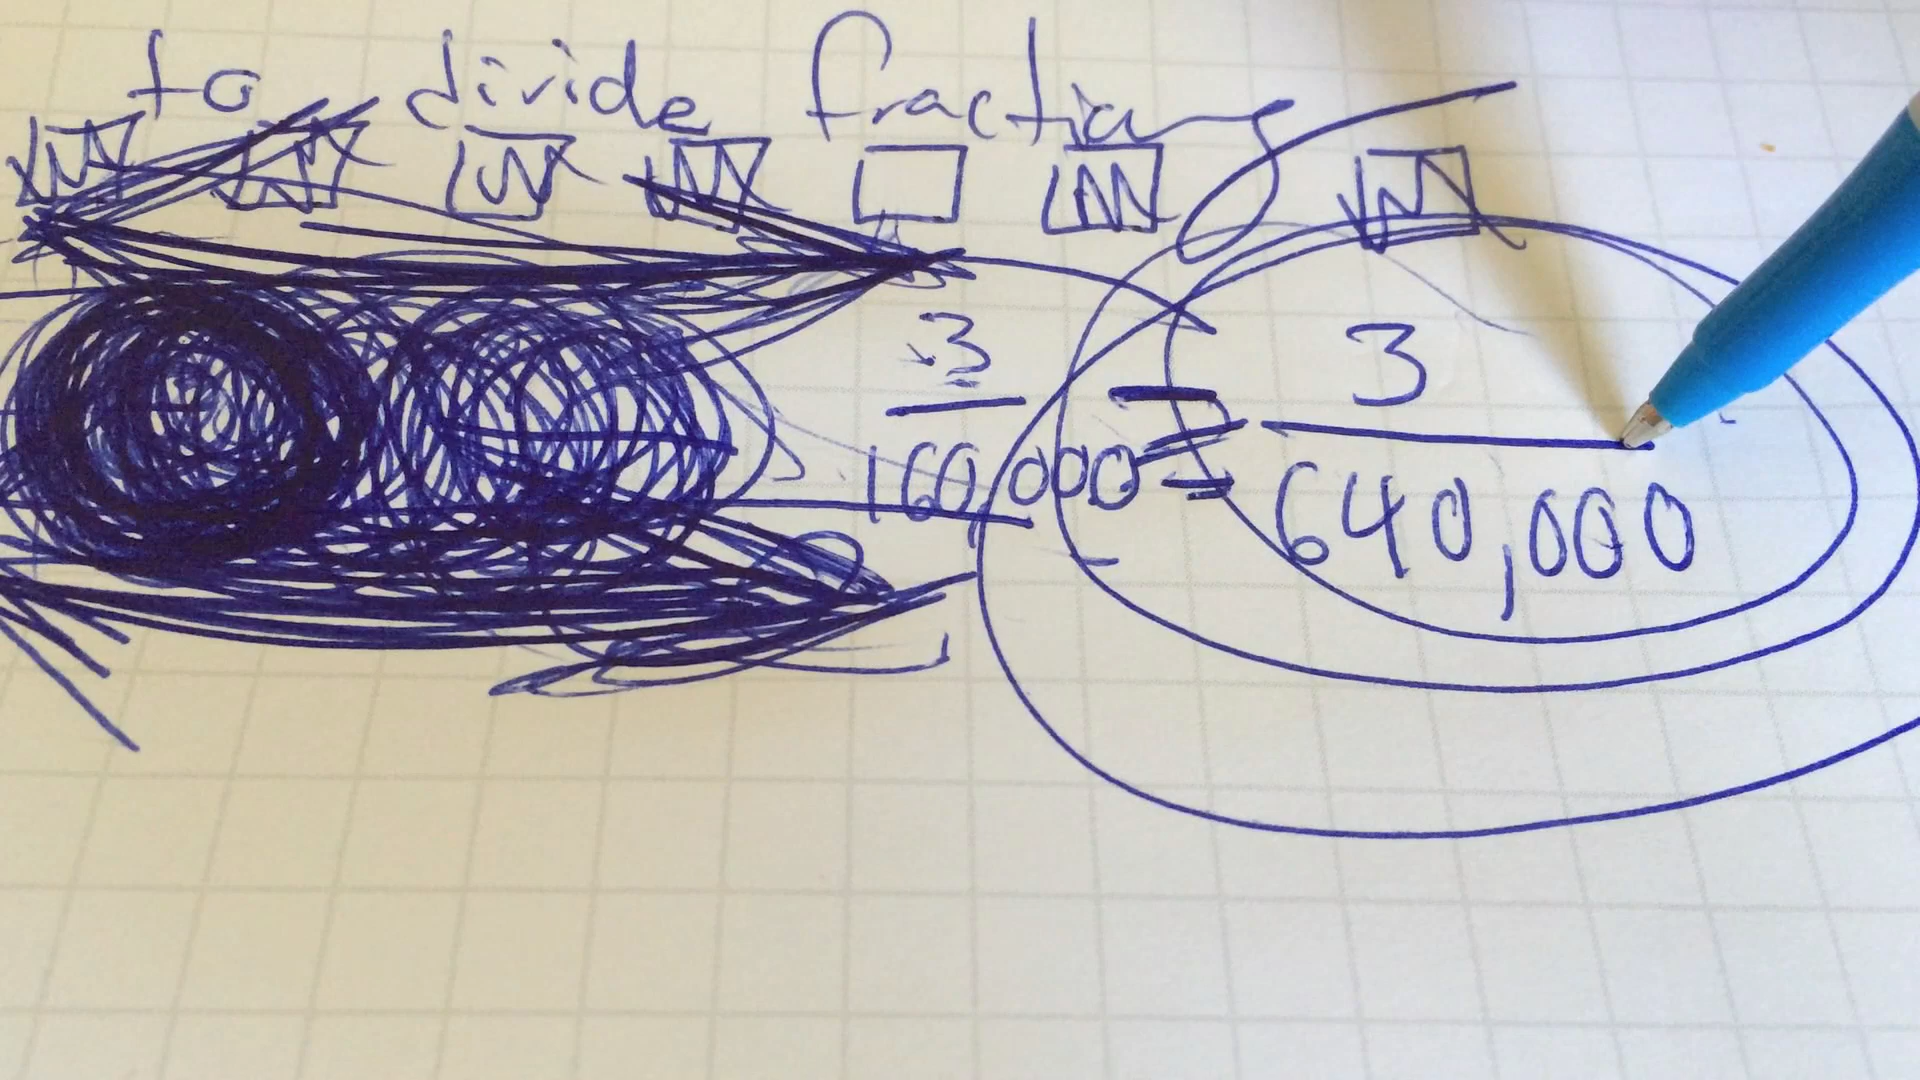 to divide fractions
3 = 3
160,000 640,000